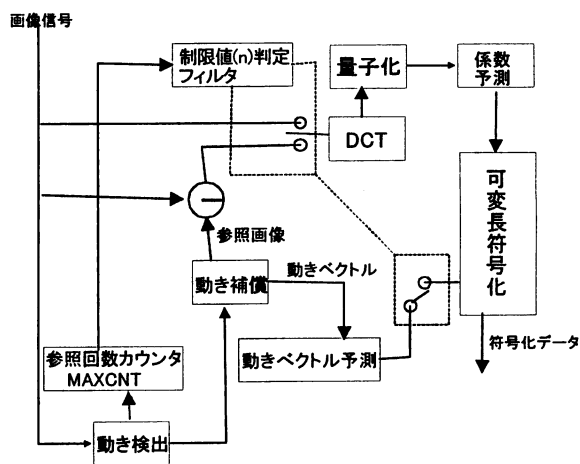 画像信号
制限値(n)判定
フィルタ
量子化
係数
予測
DCT
可変長符号化
参照画像
動き補償
動きベクトル
動きベクトル予測
符号化データ
参照回数カウンタ
MAXCNT
動き検出